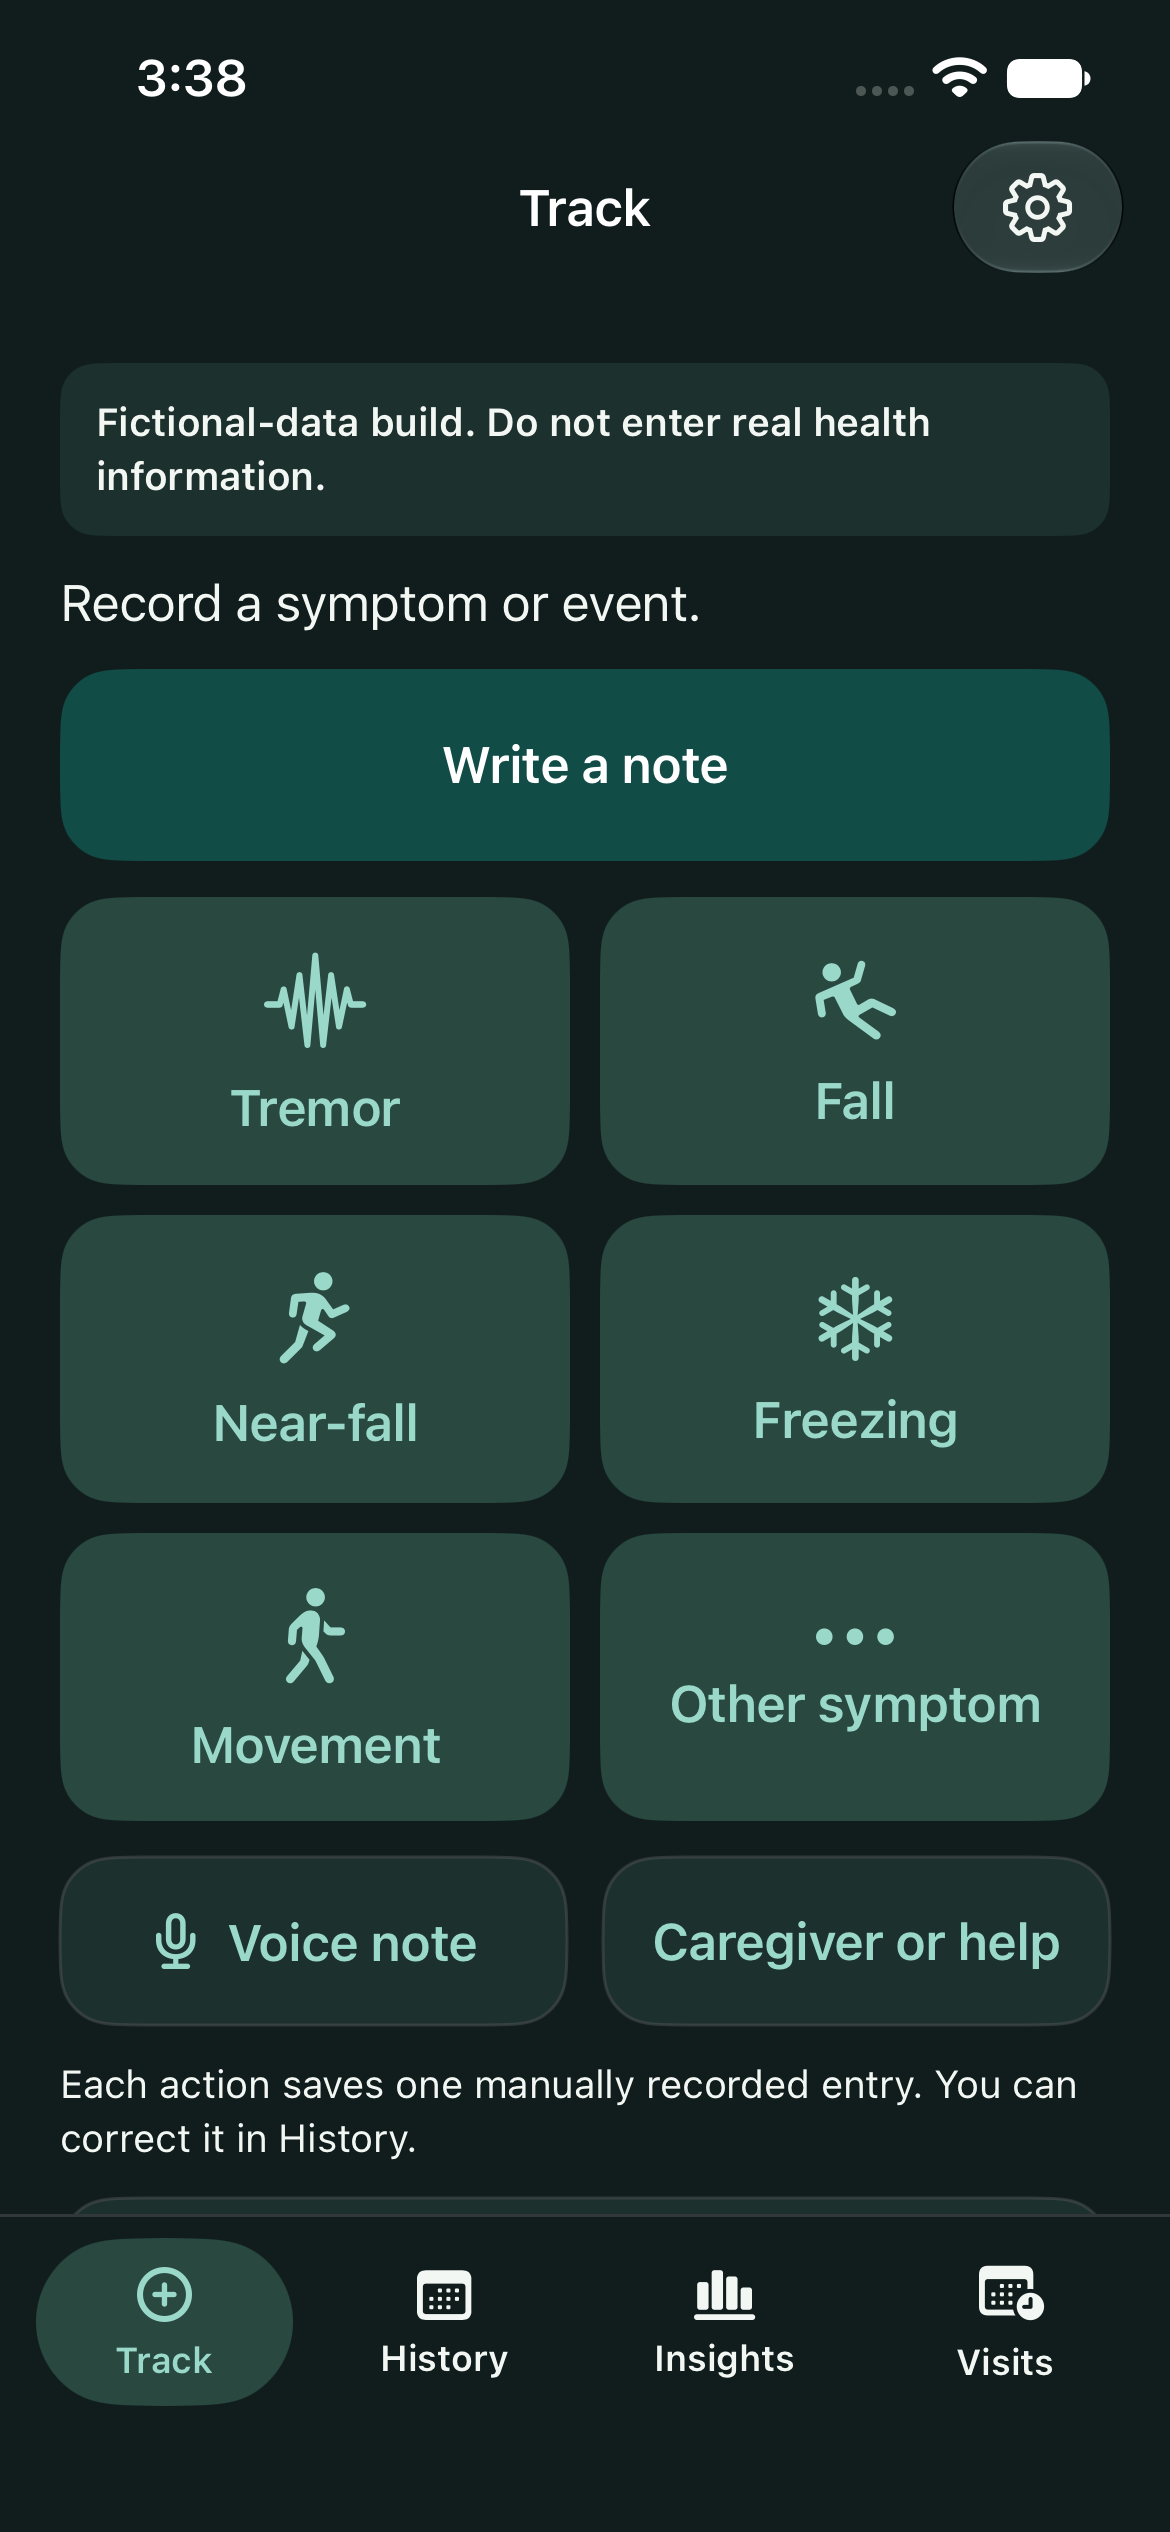 3:38
Track
Fictional-data build. Do not enter real health
information.
Record a symptom or event.
Write a note
Tremor
Fall
Near-fall
Freezing
Movement
Other symptom
Voice note
Caregiver or help
Each action saves one manually recorded entry. You can
correct it in History.
Track
History
Insights
Visits